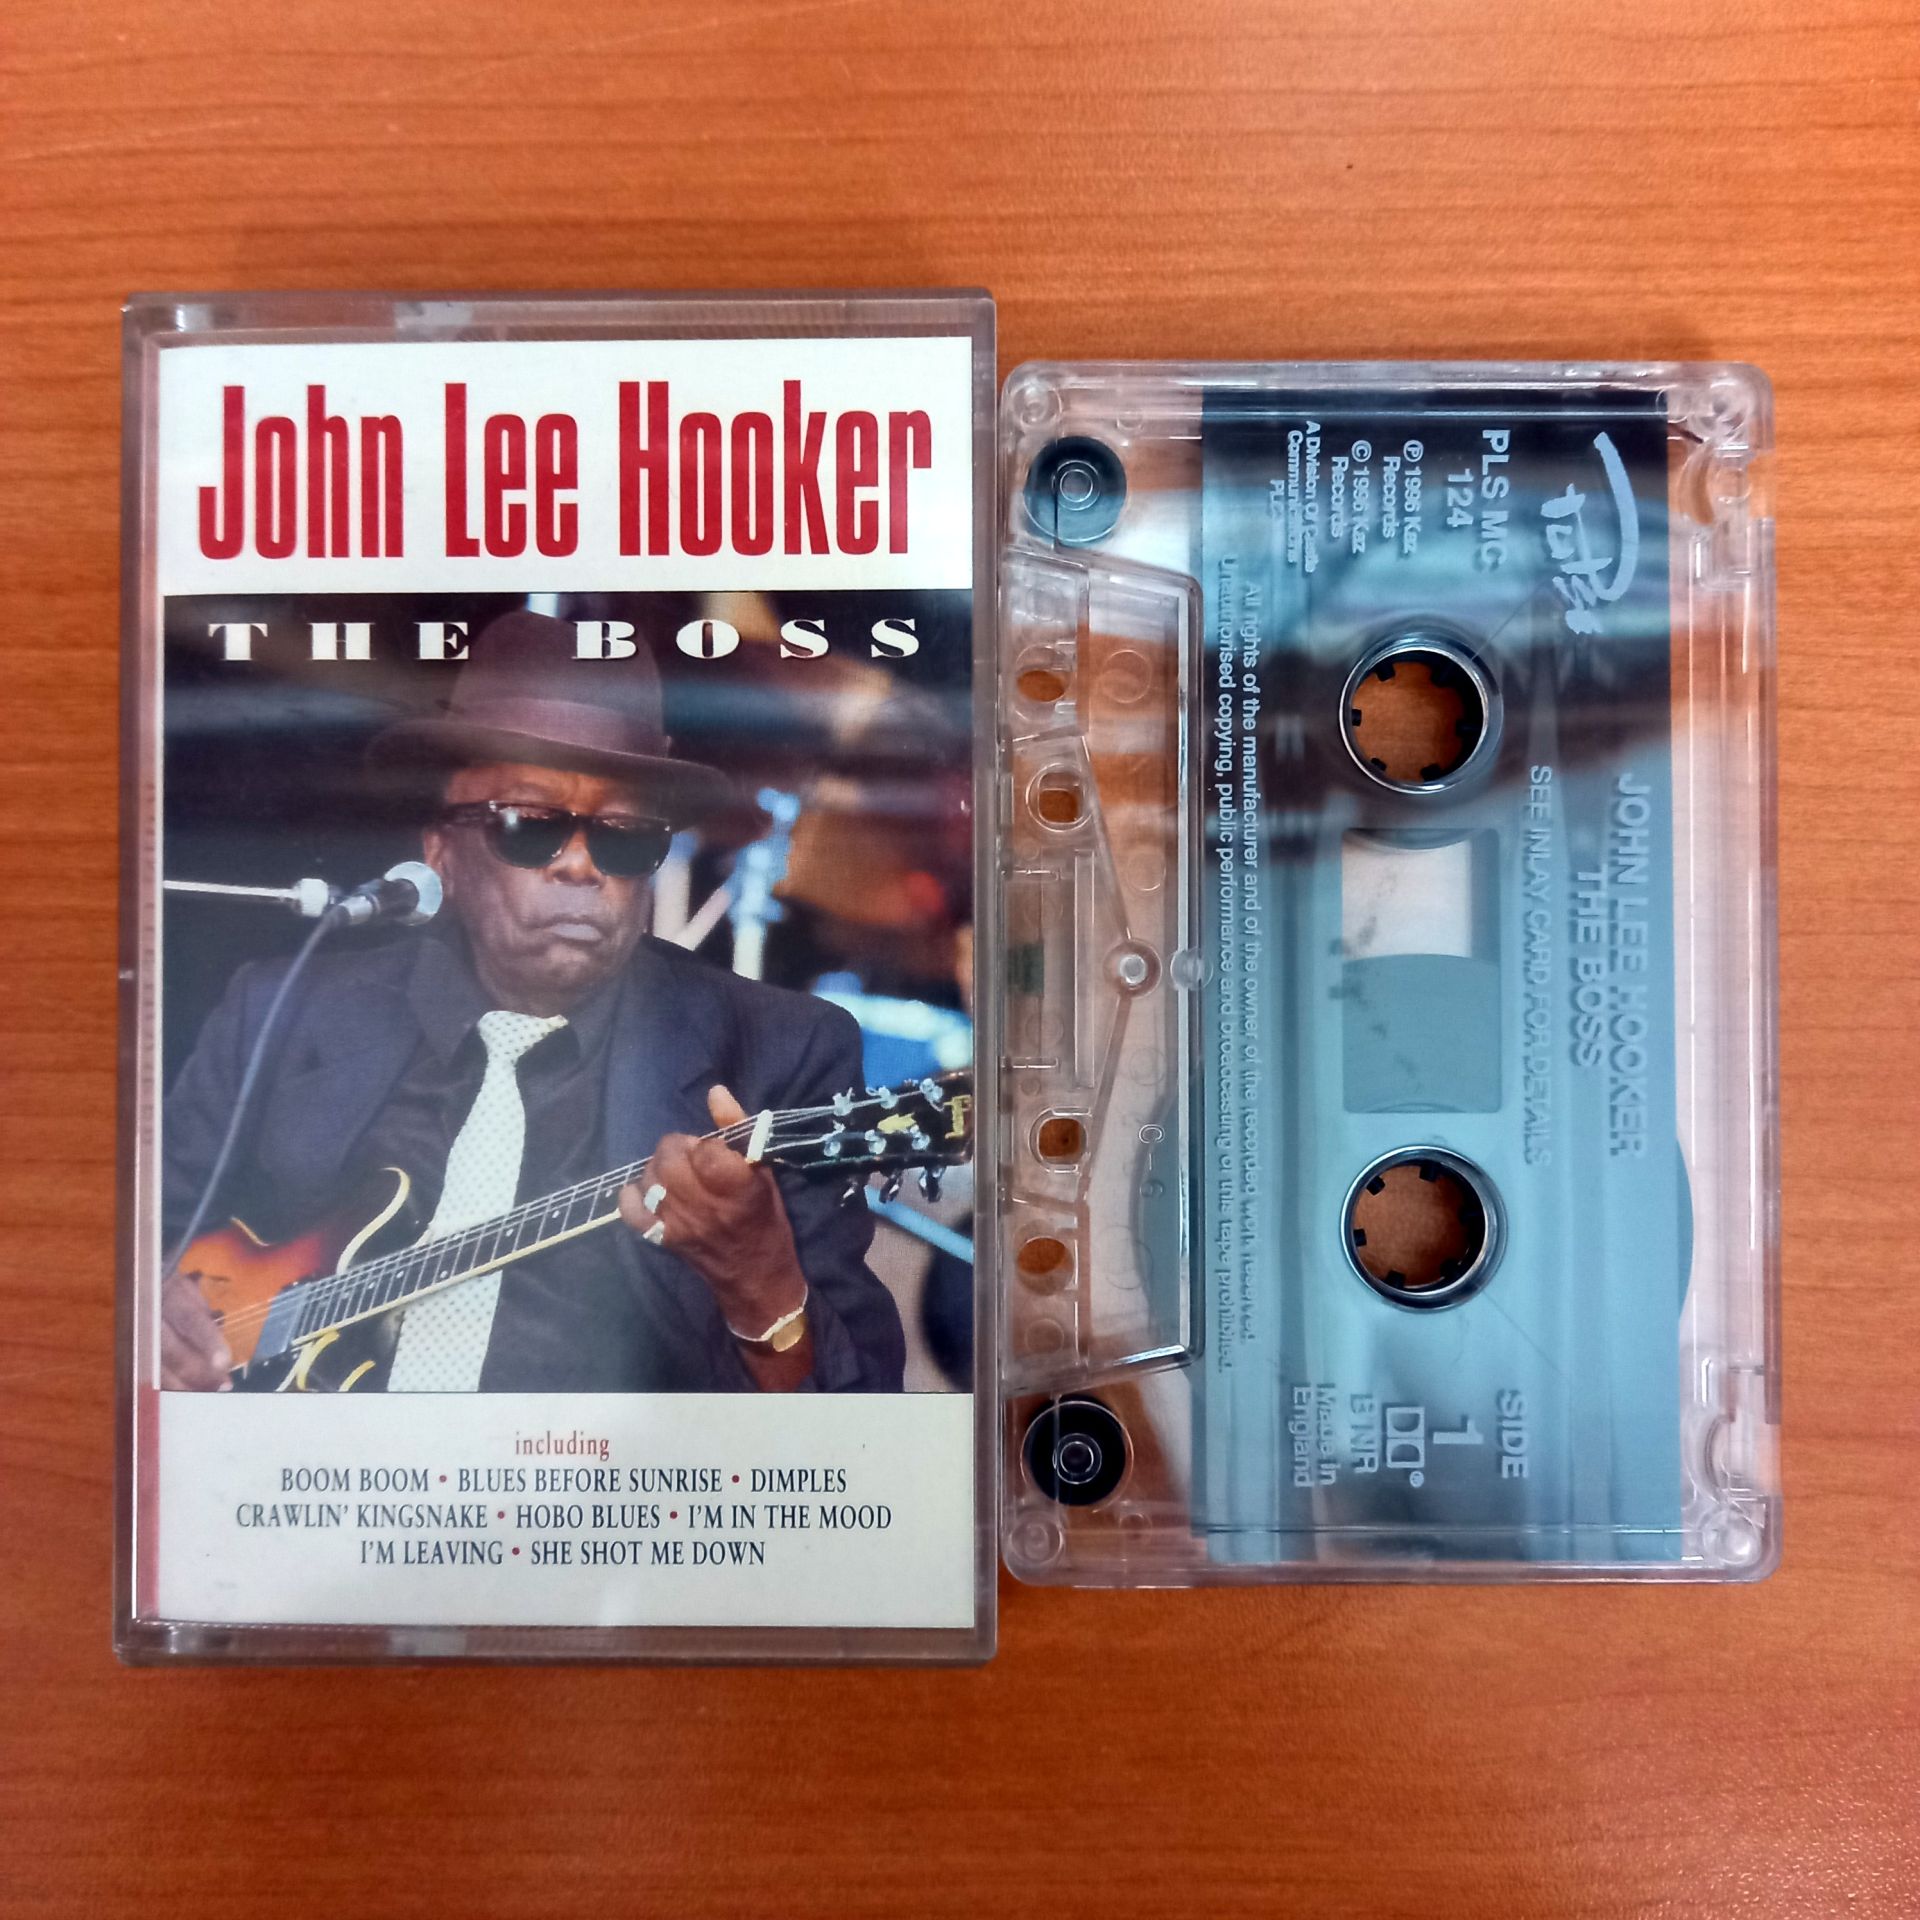 John Lee Hooker
THE BOSS
including
BOOM BOOM • BLUES BEFORE SUNRISE • DIMPLES
CRAWLIN' KINGSNAKE • HOBO BLUES • I'M IN THE MOOD
I'M LEAVING • SHE SHOT ME DOWN
Pulse
JOHN LEE HOOKER
THE BOSS
SEE INLAY CARD FOR DETAILS
PLS MC
124
℗ 1996 Kaz
Records
© 1996 Kaz
Records
A Division Of Castle
Communications
PLC
SIDE
1
B NR
Made in
England
All rights of the manufacturer and of the owner of the recorded work reserved.
Unauthorised copying, public performance and broadcasting of this tape prohibited.